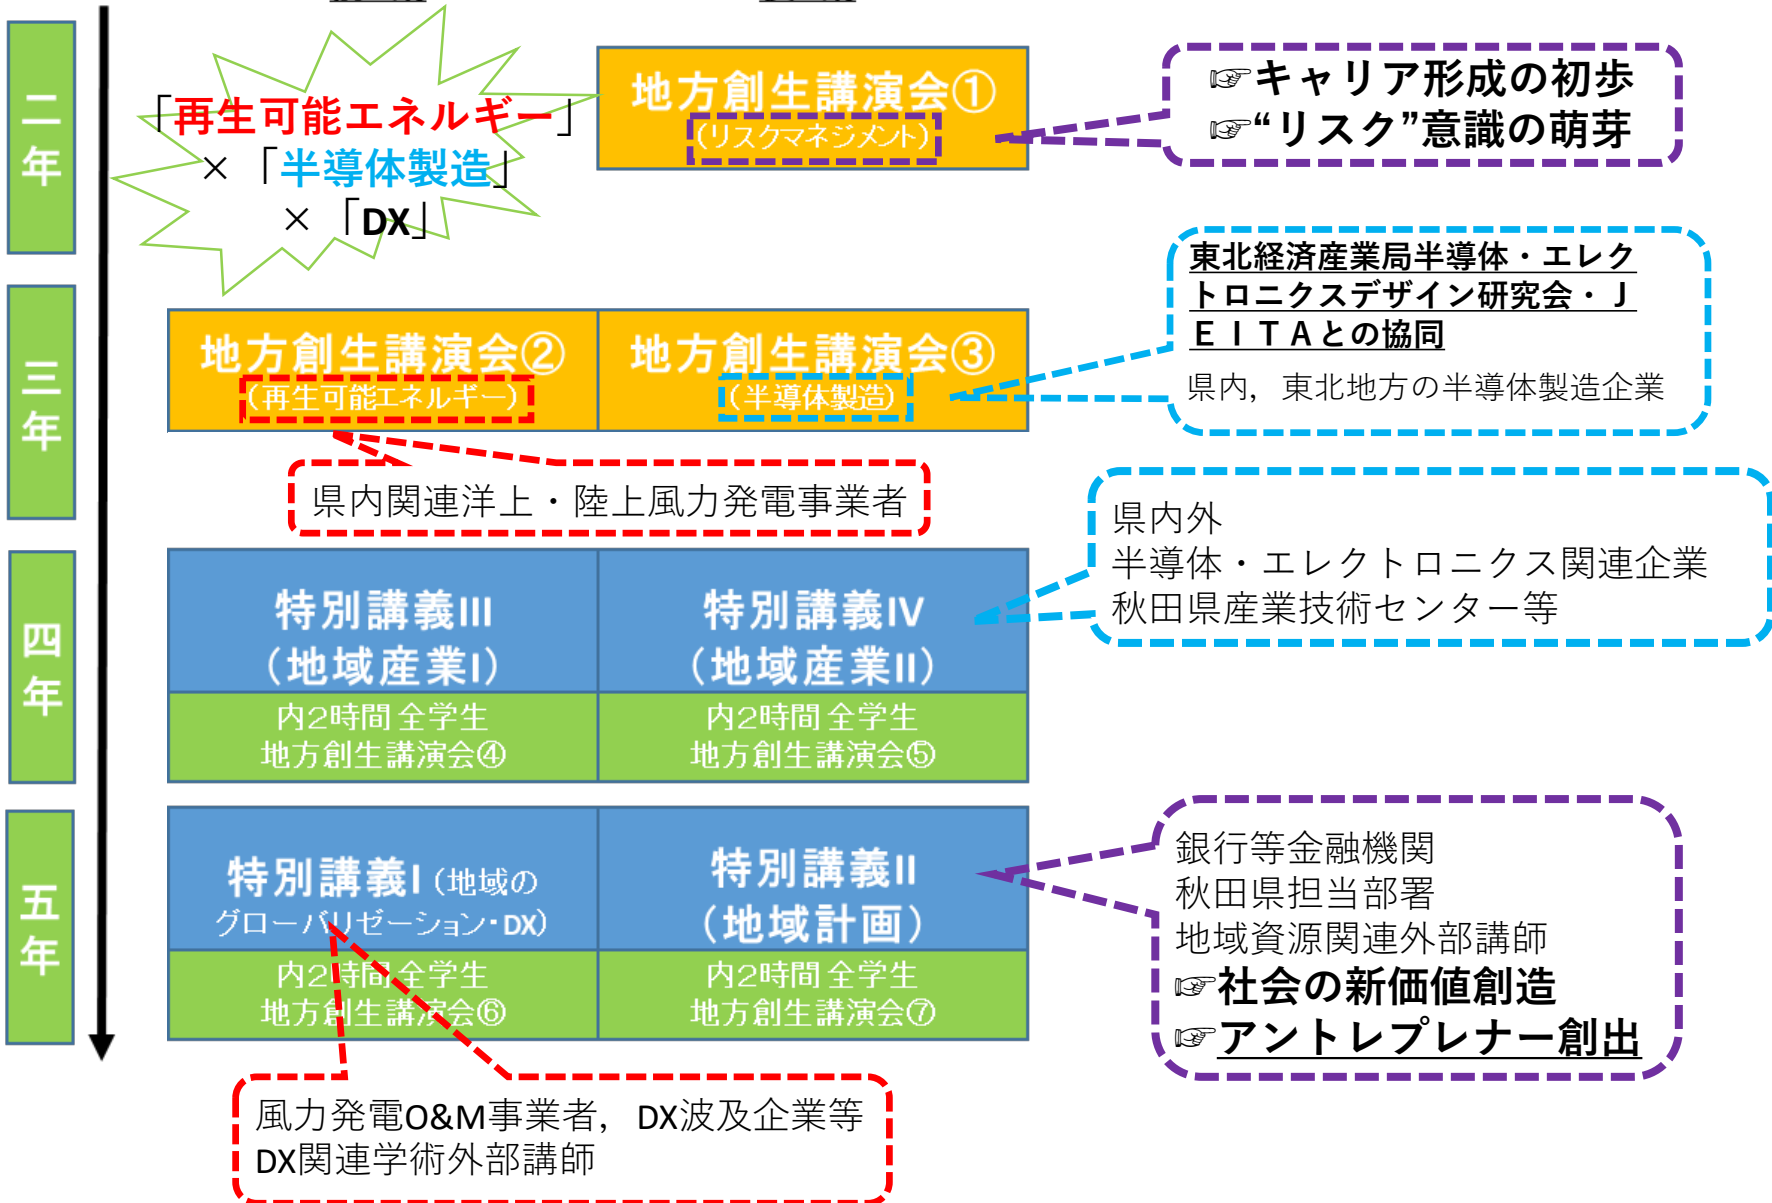 二年
「再生可能エネルギー」
×「半導体製造」
×「DX」
地方創生講演会①
(リスクマネジメント)
☞キャリア形成の初歩
☞“リスク”意識の萌芽
三年
地方創生講演会②
(再生可能エネルギー)
地方創生講演会③
(半導体製造)
東北経済産業局半導体・エレク
トロニクスデザイン研究会・J
EITAとの協同
県内，東北地方の半導体製造企業
県内関連洋上・陸上風力発電事業者
四年
特別講義III
(地域産業I)
内2時間 全学生
地方創生講演会④
特別講義IV
(地域産業II)
内2時間 全学生
地方創生講演会⑤
県内外
半導体・エレクトロニクス関連企業
秋田県産業技術センター等
五年
特別講義I (地域の
グローバリゼーション・DX)
内2時間 全学生
地方創生講演会⑥
特別講義II
(地域計画)
内2時間 全学生
地方創生講演会⑦
銀行等金融機関
秋田県担当部署
地域資源関連外部講師
☞社会の新価値創造
☞アントレプレナー創出
風力発電O&M事業者，DX波及企業等
DX関連学術外部講師